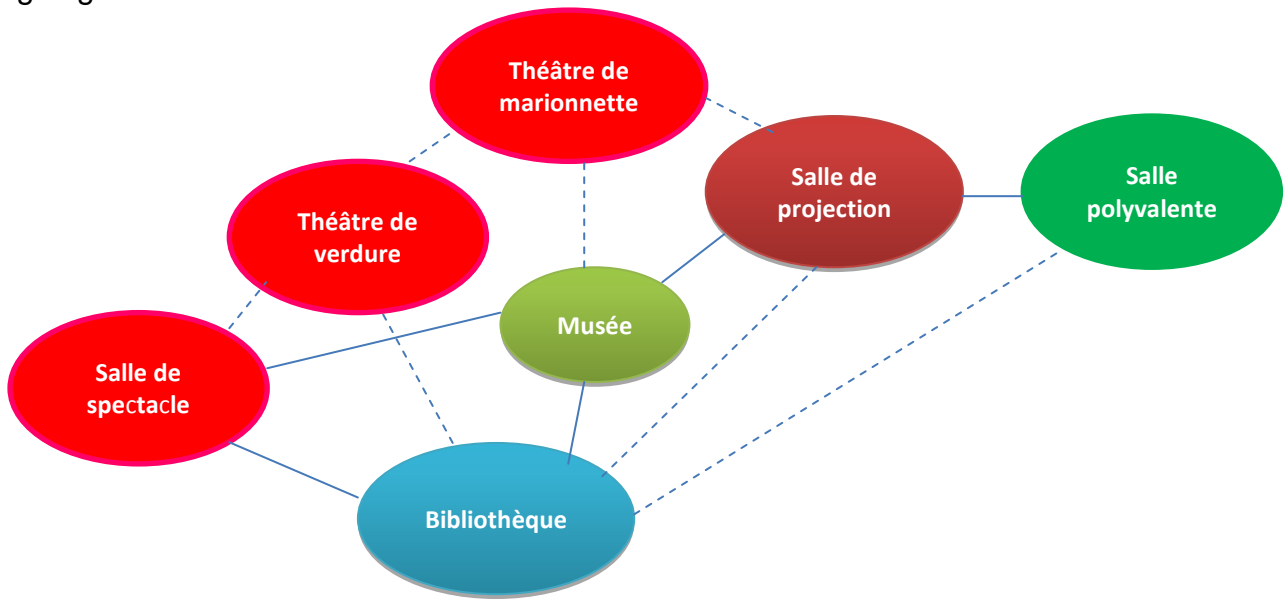 Théâtre de
marionnette
Salle de
projection
Salle
polyvalente
Théâtre de
verdure
Musée
Salle de
spectacle
Bibliothèque